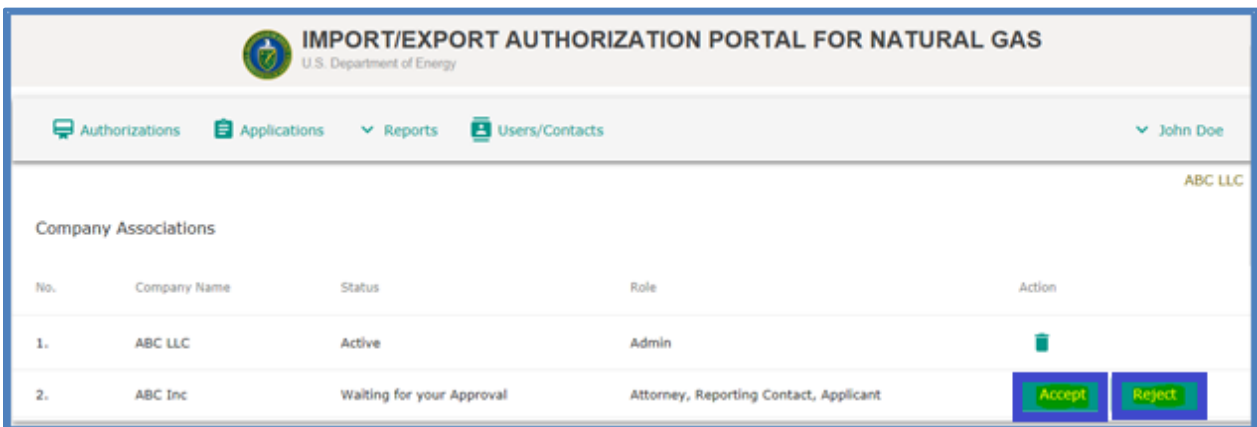 IMPORT/EXPORT AUTHORIZATION PORTAL FOR NATURAL GAS
U.S. Department of Energy
Authorizations Applications Reports Users/Contacts John Doe
ABC LLC
Company Associations
No. Company Name Status Role Action
1. ABC LLC Active Admin
2. ABC Inc Waiting for your Approval Attorney, Reporting Contact, Applicant Accept Reject